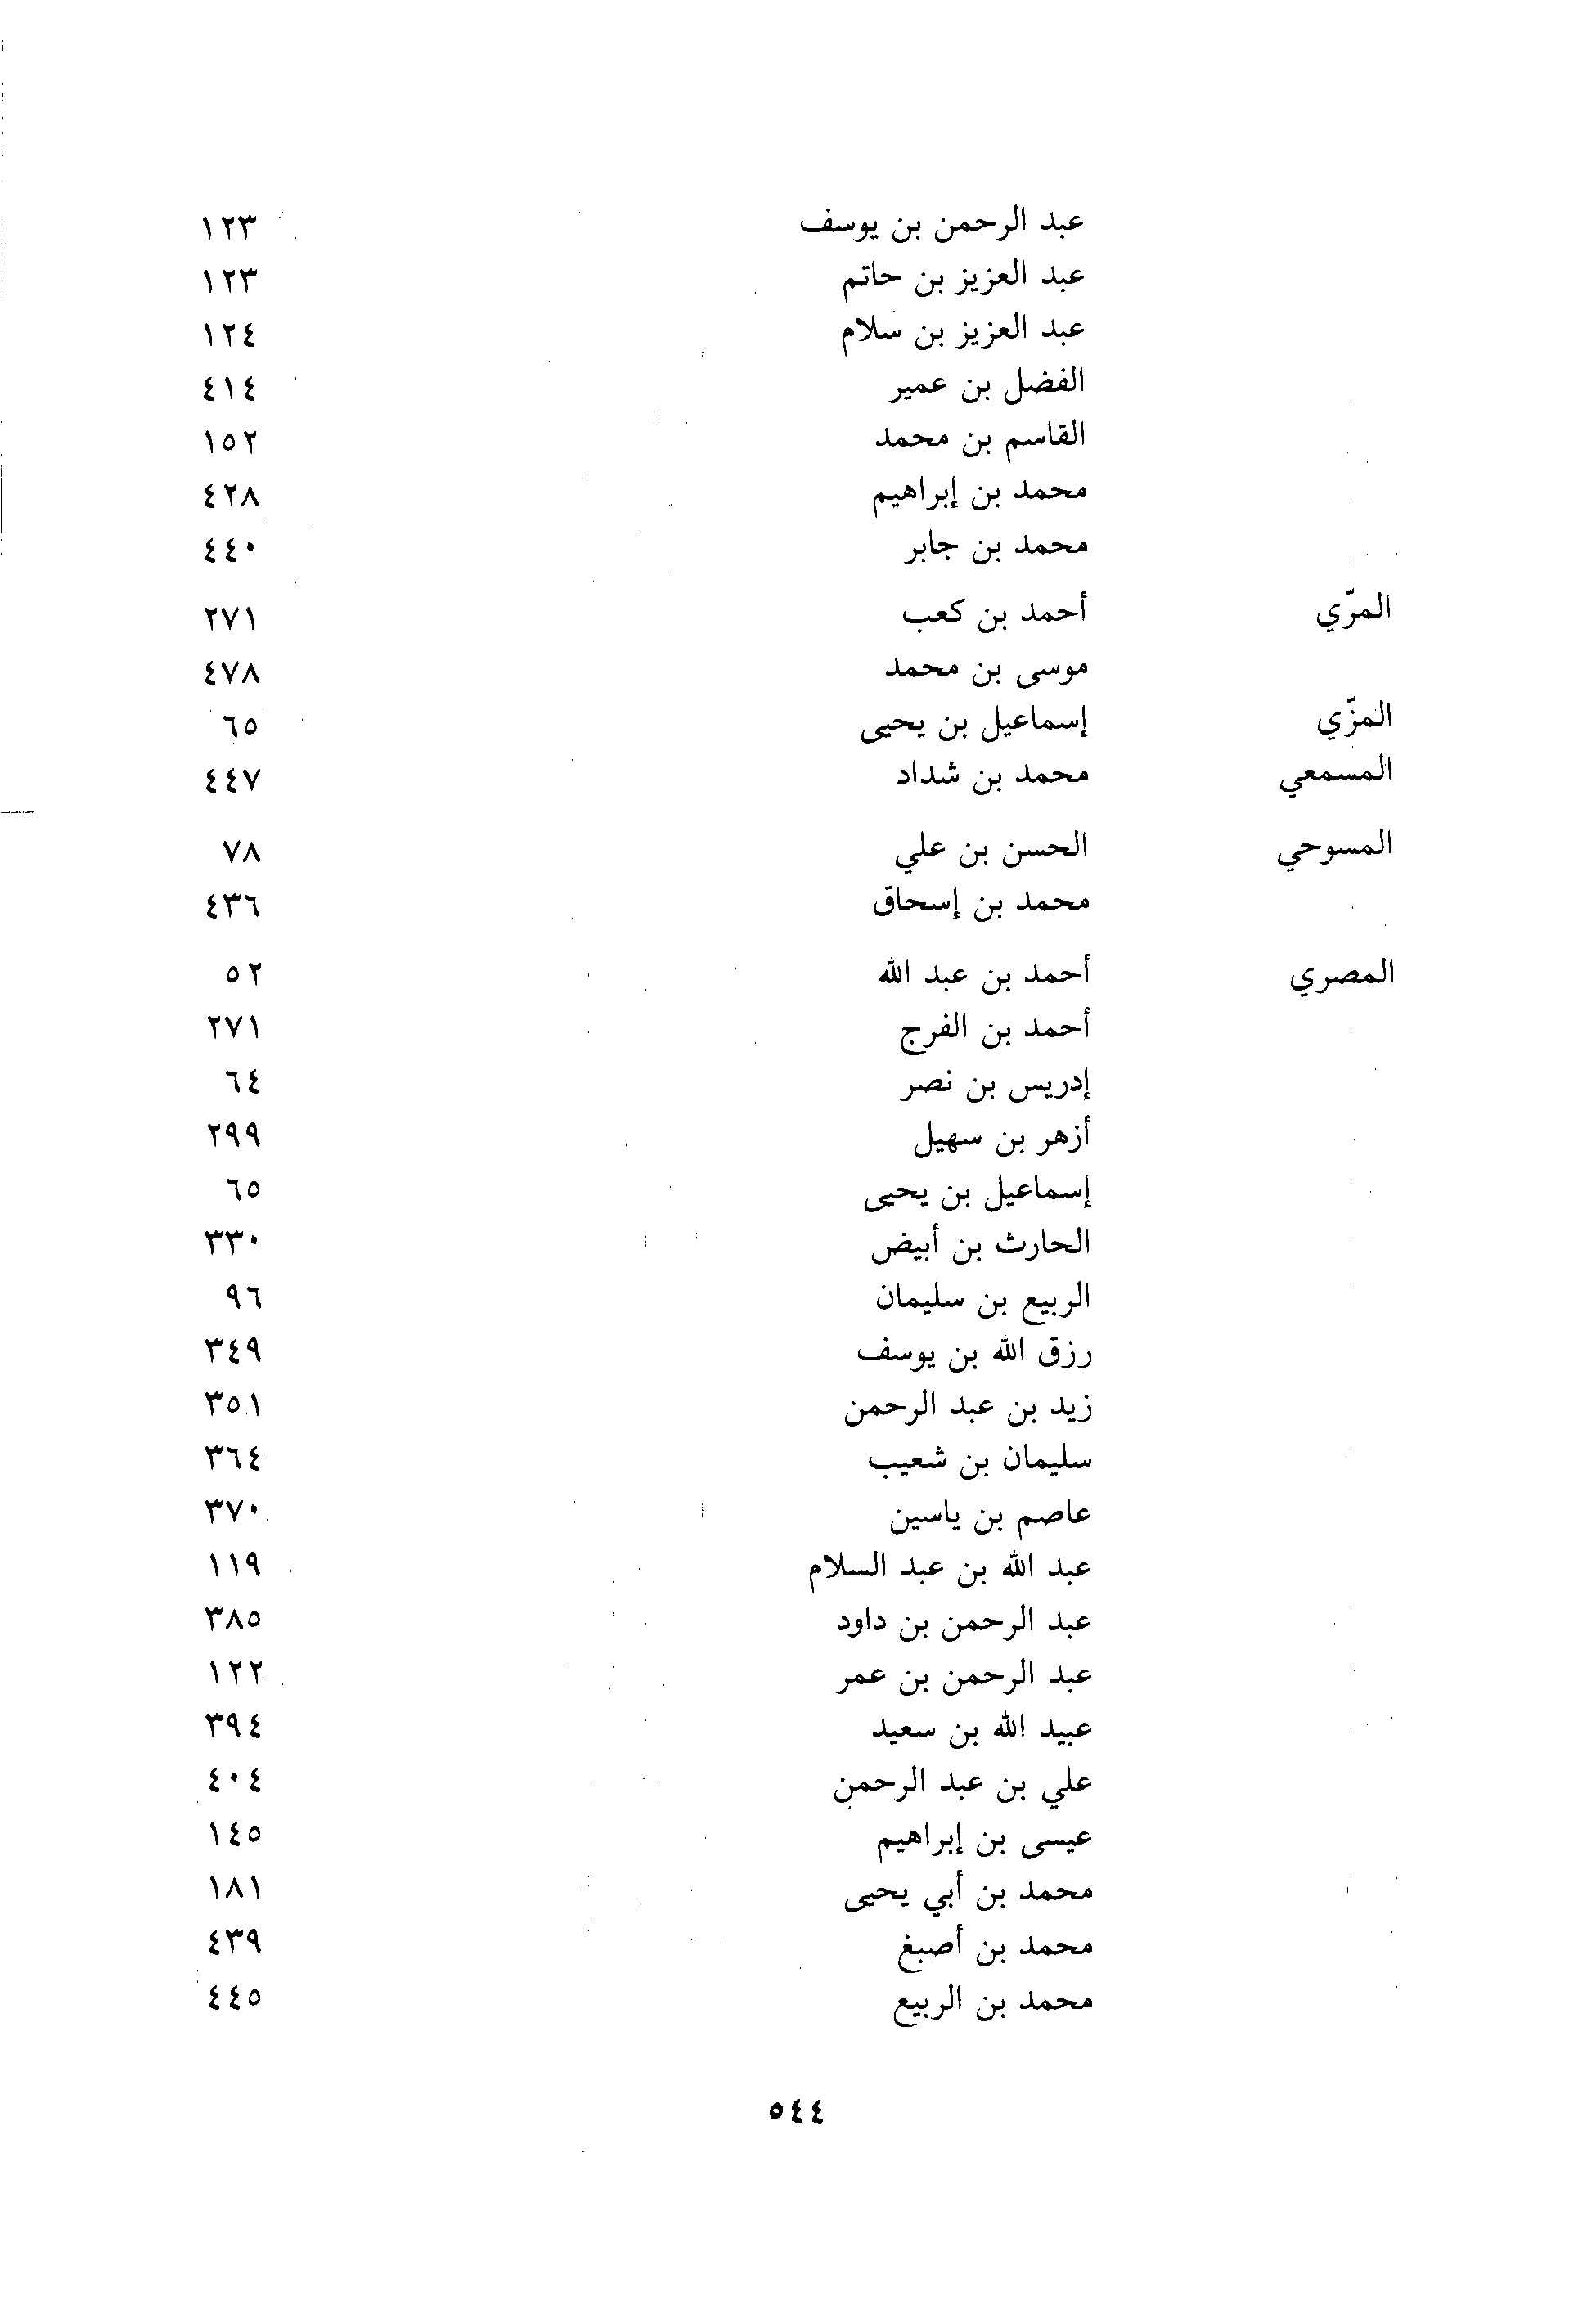 عبد الرحمن بن يوسف ١٢٣
عبد العزيز بن حاتم ١٢٣
عبد العزيز بن سلام ١٢٤
الفضل بن عمير ٤١٤
القاسم بن محمد ١٥٢
محمد بن إبراهيم ٤٢٨
محمد بن جابر ٤٤٠
المرّي أحمد بن كعب ٢٧١
موسى بن محمد ٤٧٨
المزّي إسماعيل بن يحيى ٦٥
المسمعي محمد بن شداد ٤٤٧
المسوحي الحسن بن علي ٧٨
محمد بن إسحاق ٤٣٦
المصري أحمد بن عبد الله ٥٢
أحمد بن الفرج ٢٧١
إدريس بن نصر ٦٤
أزهر بن سهيل ٢٩٩
إسماعيل بن يحيى ٦٥
الحارث بن أبيض ٣٣٠
الربيع بن سليمان ٩٦
رزق الله بن يوسف ٣٤٩
زيد بن عبد الرحمن ٣٥١
سليمان بن شعيب ٣٦٤
عاصم بن ياسين ٣٧٠
عبد الله بن عبد السلام ١١٩
عبد الرحمن بن داود ٣٨٥
عبد الرحمن بن عمر ١٢٢
عبيد الله بن سعيد ٣٩٤
علي بن عبد الرحمن ٤٠٤
عيسى بن إبراهيم ١٤٥
محمد بن أبي يحيى ١٨١
محمد بن أصبغ ٤٣٩
محمد بن الربيع ٤٤٥
٥٤٤